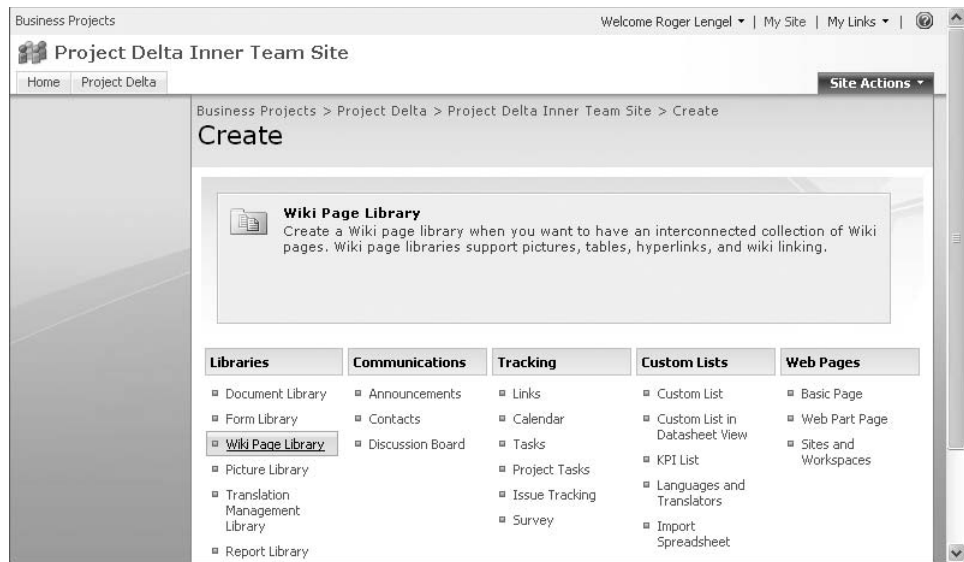 Business Projects
Welcome Roger Lengel | My Site | My Links |
Project Delta Inner Team Site
Home Project Delta
Site Actions
Business Projects > Project Delta > Project Delta Inner Team Site > Create
Create
Wiki Page Library
Create a Wiki page library when you want to have an interconnected collection of Wiki
pages. Wiki page libraries support pictures, tables, hyperlinks, and wiki linking.
Libraries
Document Library
Form Library
Wiki Page Library
Picture Library
Translation
Management
Library
Report Library
Communications
Announcements
Contacts
Discussion Board
Tracking
Links
Calendar
Tasks
Project Tasks
Issue Tracking
Survey
Custom Lists
Custom List
Custom List in
Datasheet View
KPI List
Languages and
Translators
Import
Spreadsheet
Web Pages
Basic Page
Web Part Page
Sites and
Workspaces